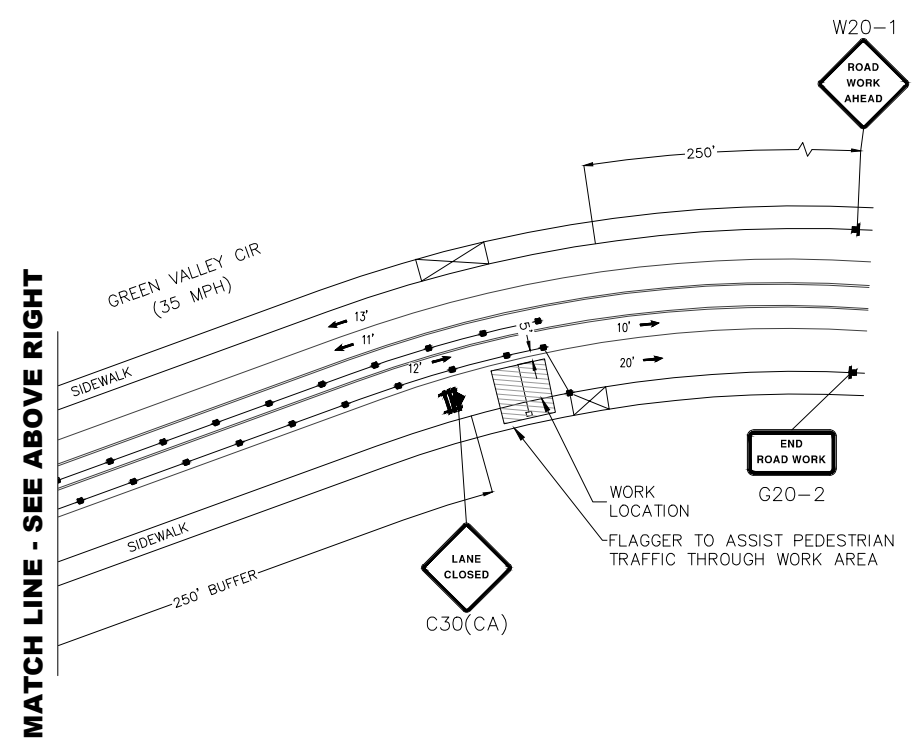 W20-1
ROAD
WORK
AHEAD
250'
GREEN VALLEY CIR
(35 MPH)
13'
11'
12'
5'
10'
20'
SIDEWALK
END
ROAD WORK
G20-2
WORK
LOCATION
SIDEWALK
FLAGGER TO ASSIST PEDESTRIAN
TRAFFIC THROUGH WORK AREA
LANE
CLOSED
C30(CA)
250' BUFFER
MATCH LINE - SEE ABOVE RIGHT